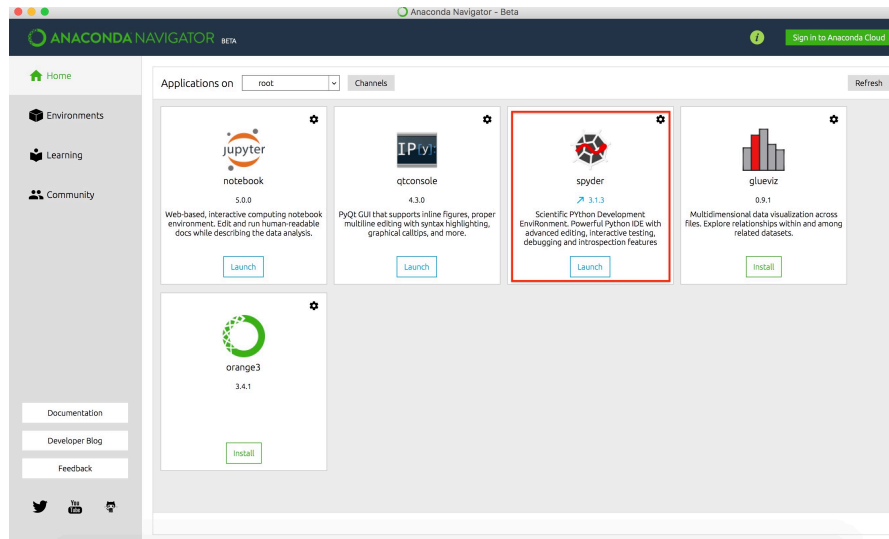 Anaconda Navigator - Beta
ANACONDA NAVIGATOR BETA
i
Sign in to Anaconda Cloud
Home
Environments
Learning
Community
Documentation
Developer Blog
Feedback
You
Tube
Applications on
root
Channels
Refresh
jupyter
notebook
5.0.0
Web-based, interactive computing notebook
environment. Edit and run human-readable
docs while describing the data analysis.
Launch
IP[y]:
qtconsole
4.3.0
PyQt GUI that supports inline figures, proper
multiline editing with syntax highlighting,
graphical calltips, and more.
Launch
spyder
3.1.3
Scientific PYthon Development
EnviRonment. Powerful Python IDE with
advanced editing, interactive testing,
debugging and introspection features
Launch
glueviz
0.9.1
Multidimensional data visualization across
files. Explore relationships within and among
related datasets.
Install
orange3
3.4.1
Install